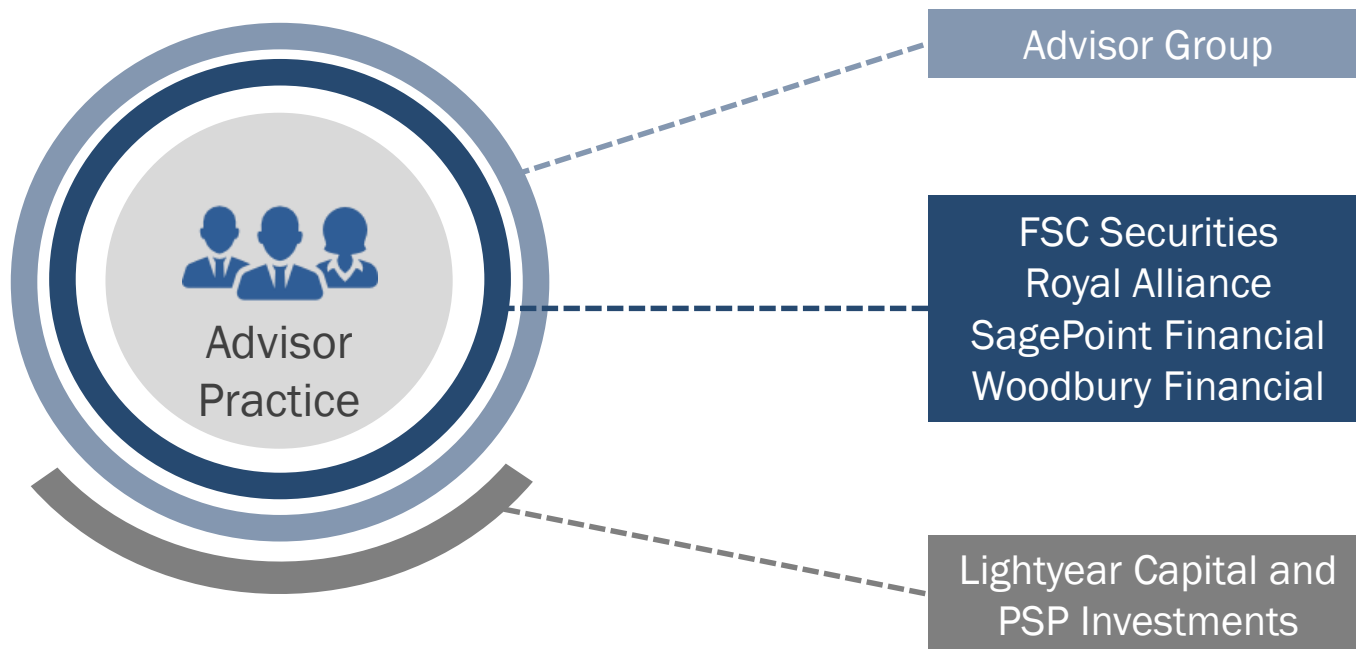 Advisor Group
Advisor
Practice
FSC Securities
Royal Alliance
SagePoint Financial
Woodbury Financial
Lightyear Capital and
PSP Investments